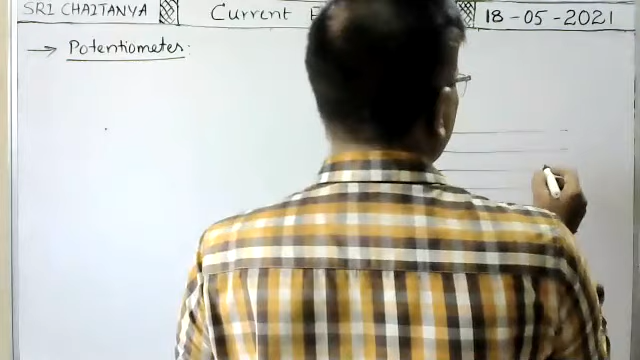 SRI CHAITANYA
Current
18-05-2021
→ Potentiometer: